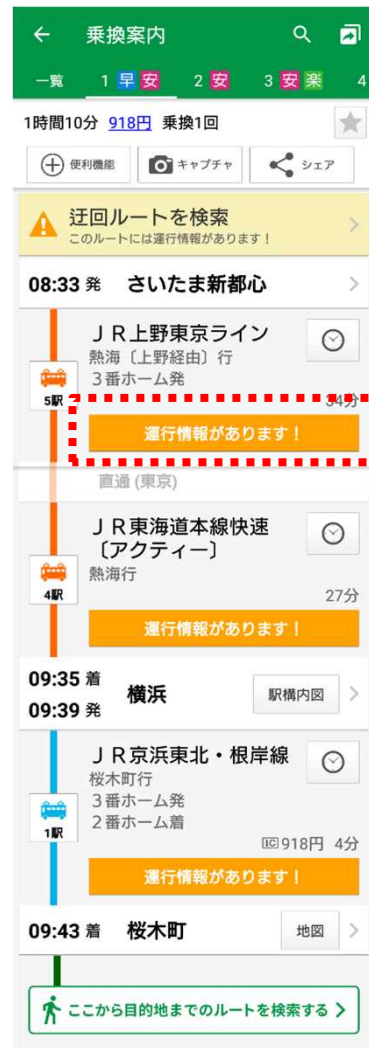 乗換案内
一覧 1 早 安 2 安 3 安 楽 4
1時間10分 918円 乗換1回
便利機能 キャプチャ シェア
迂回ルートを検索
このルートには運行情報があります！
08:33 発 さいたま新都心
ＪＲ上野東京ライン
熱海〔上野経由〕行
３番ホーム発
5駅 34分
運行情報があります！
直通 (東京)
ＪＲ東海道本線快速
〔アクティー〕
熱海行
4駅 27分
運行情報があります！
09:35 着
横浜 駅構内図
09:39 発
ＪＲ京浜東北・根岸線
桜木町行
３番ホーム発
２番ホーム着
1駅 IC918円 4分
運行情報があります！
09:43 着 桜木町 地図
ここから目的地までのルートを検索する